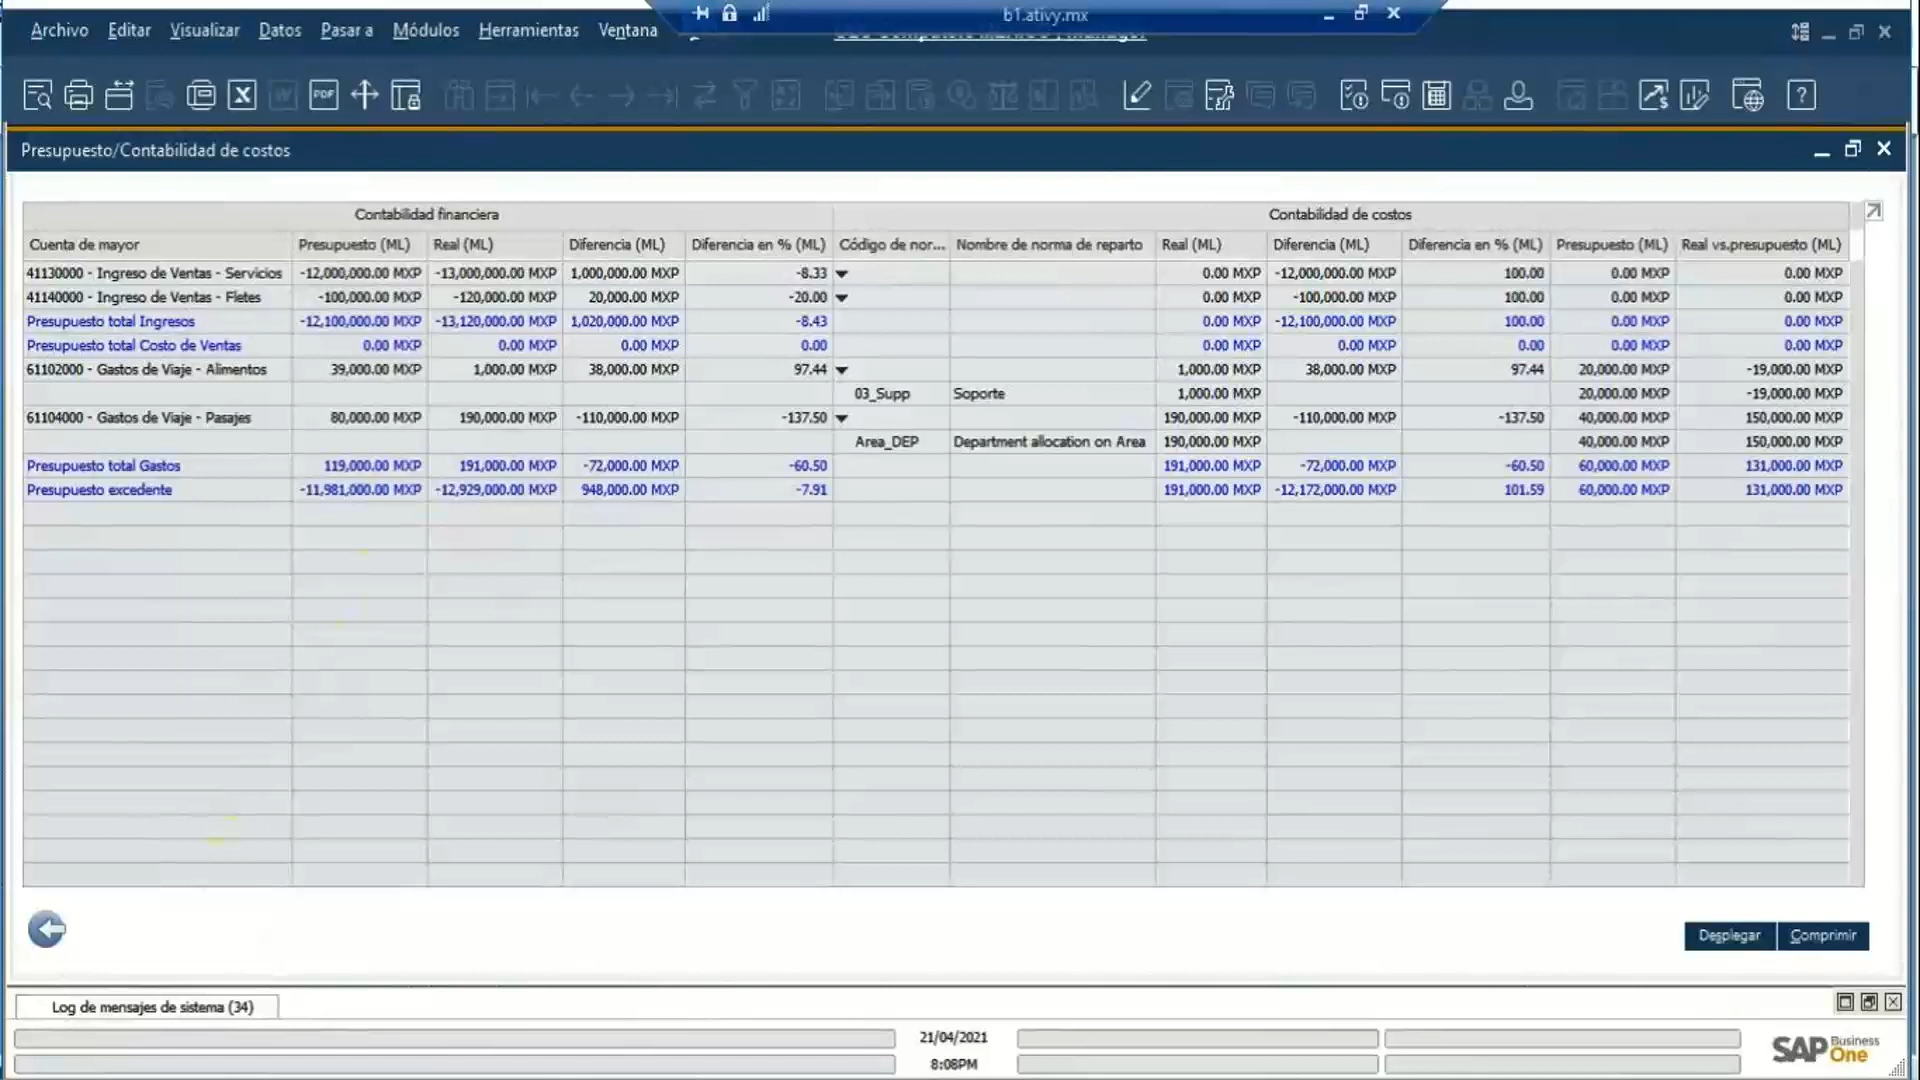 b1.ativy.mx
Archivo Editar Visualizar Datos Pasar a Módulos Herramientas Ventana
Presupuesto/Contabilidad de costos
Contabilidad financiera Contabilidad de costos
Cuenta de mayor Presupuesto (ML) Real (ML) Diferencia (ML) Diferencia en % (ML) Código de nor... Nombre de norma de reparto Real (ML) Diferencia (ML) Diferencia en % (ML) Presupuesto (ML) Real vs.presupuesto (ML)
41130000 - Ingreso de Ventas - Servicios -12,000,000.00 MXP -13,000,000.00 MXP 1,000,000.00 MXP -8.33 0.00 MXP -12,000,000.00 MXP 100.00 0.00 MXP 0.00 MXP
41140000 - Ingreso de Ventas - Fletes -100,000.00 MXP -120,000.00 MXP 20,000.00 MXP -20.00 0.00 MXP -100,000.00 MXP 100.00 0.00 MXP 0.00 MXP
Presupuesto total Ingresos -12,100,000.00 MXP -13,120,000.00 MXP 1,020,000.00 MXP -8.43 0.00 MXP -12,100,000.00 MXP 100.00 0.00 MXP 0.00 MXP
Presupuesto total Costo de Ventas 0.00 MXP 0.00 MXP 0.00 MXP 0.00 0.00 MXP 0.00 MXP 0.00 0.00 MXP 0.00 MXP
61102000 - Gastos de Viaje - Alimentos 39,000.00 MXP 1,000.00 MXP 38,000.00 MXP 97.44 1,000.00 MXP 38,000.00 MXP 97.44 20,000.00 MXP -19,000.00 MXP
03_Supp Soporte 1,000.00 MXP 20,000.00 MXP -19,000.00 MXP
61104000 - Gastos de Viaje - Pasajes 80,000.00 MXP 190,000.00 MXP -110,000.00 MXP -137.50 190,000.00 MXP -110,000.00 MXP -137.50 40,000.00 MXP 150,000.00 MXP
Area_DEP Department allocation on Area 190,000.00 MXP 40,000.00 MXP 150,000.00 MXP
Presupuesto total Gastos 119,000.00 MXP 191,000.00 MXP -72,000.00 MXP -60.50 191,000.00 MXP -72,000.00 MXP -60.50 60,000.00 MXP 131,000.00 MXP
Presupuesto excedente -11,981,000.00 MXP -12,929,000.00 MXP 948,000.00 MXP -7.91 191,000.00 MXP -12,172,000.00 MXP 101.59 60,000.00 MXP 131,000.00 MXP
Desplegar Comprimir
Log de mensajes de sistema (34)
21/04/2021
8:08PM
SAP Business One